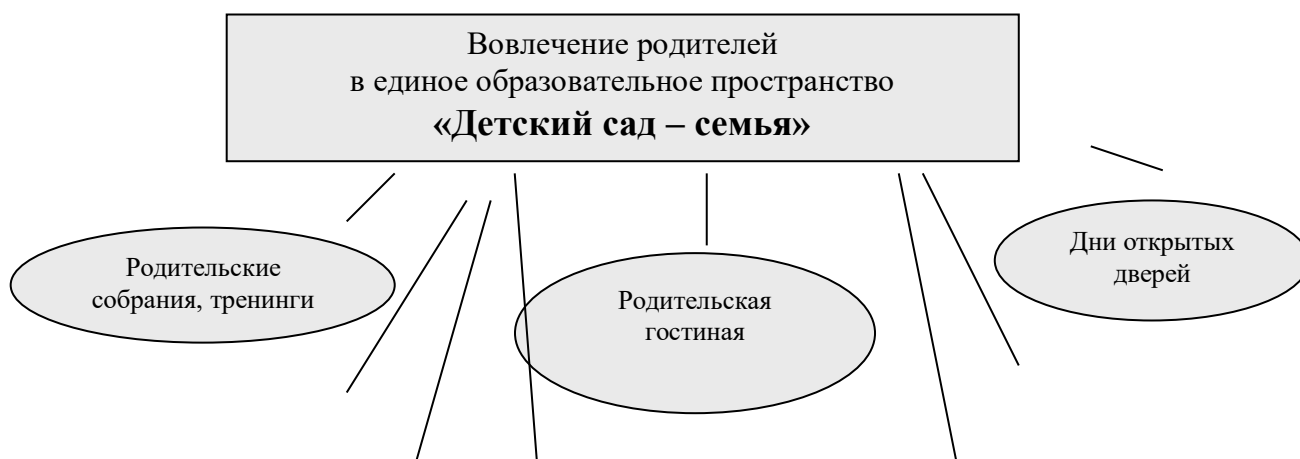 Вовлечение родителей
в единое образовательное пространство
«Детский сад – семья»
Родительские
собрания, тренинги
Родительская
гостиная
Дни открытых
дверей